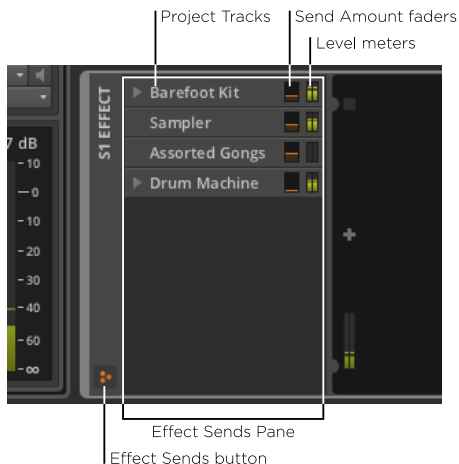 Project Tracks
Send Amount faders
Level meters
S1 EFFECT
Barefoot Kit
Sampler
Assorted Gongs
Drum Machine
7 dB
-10
-0
-10
-20
-30
-40
-60
-∞
Effect Sends Pane
Effect Sends button